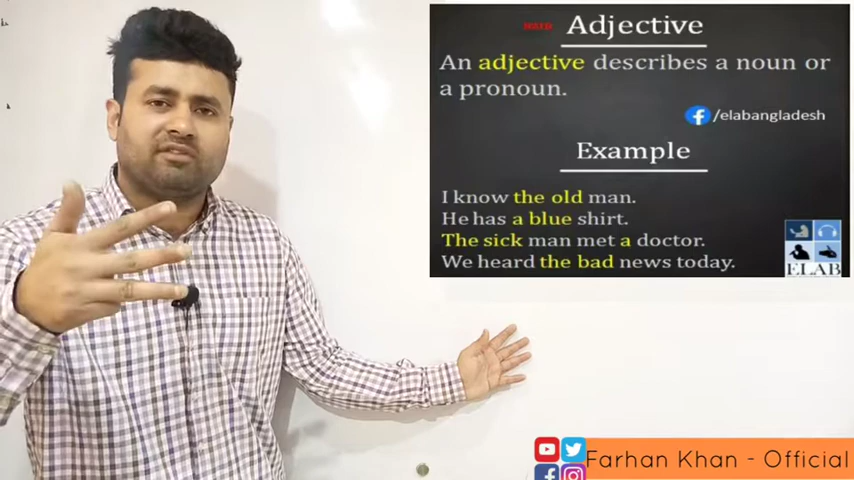 Adjective
An adjective describes a noun or
a pronoun.
/elabangladesh
Example
I know the old man.
He has a blue shirt.
The sick man met a doctor.
We heard the bad news today.
ELAB
Farhan Khan - Official